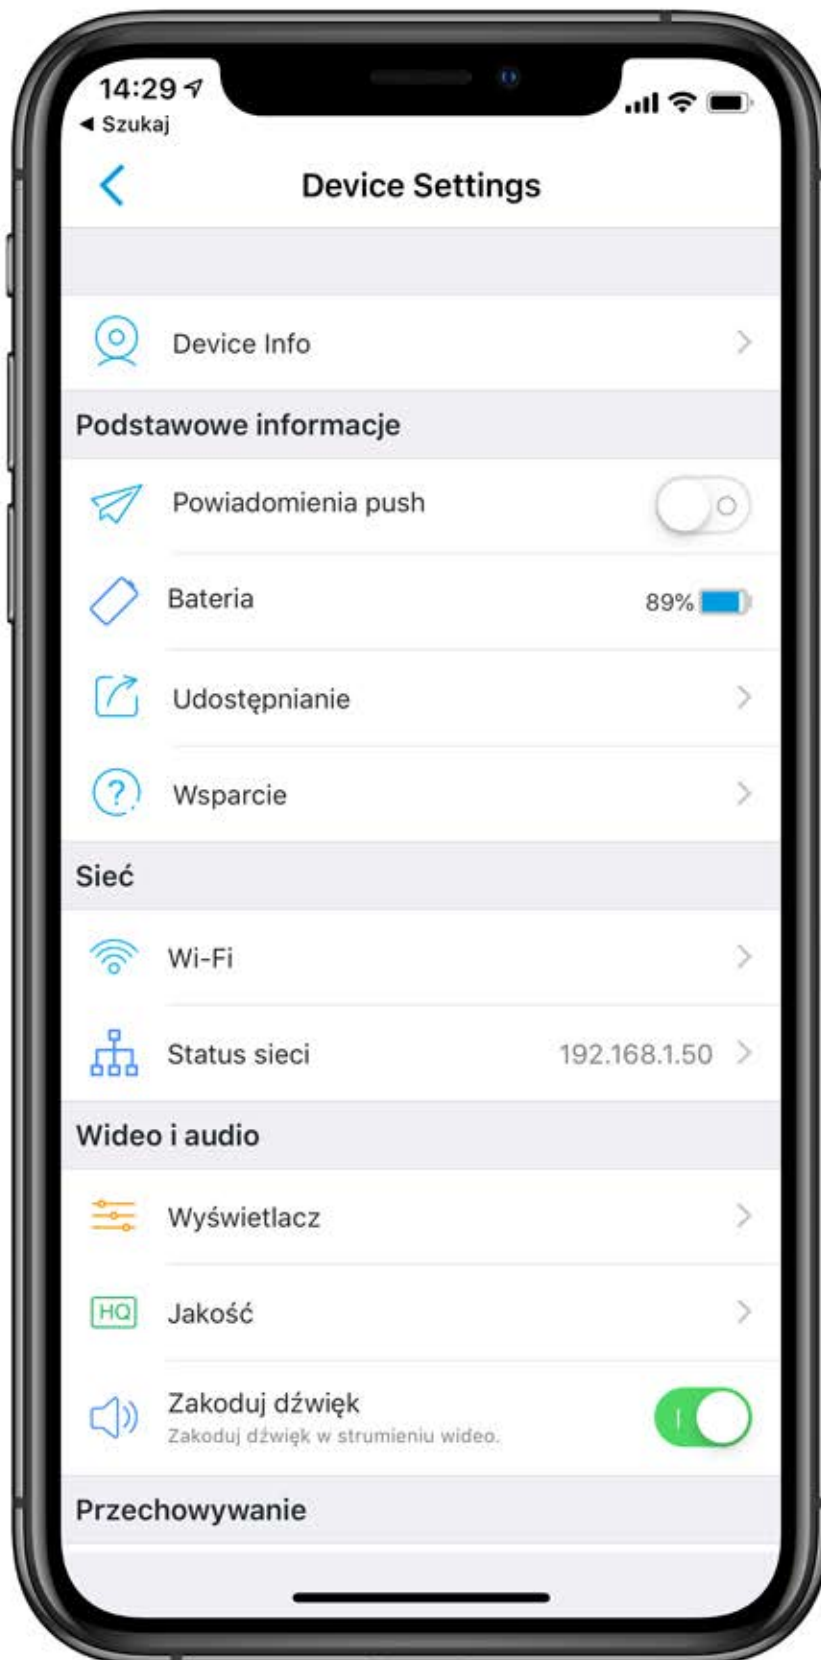 14:29
◀ Szukaj
Device Settings
Device Info
Podstawowe informacje
Powiadomienia push
Bateria
89%
Udostępnianie
Wsparcie
Sieć
Wi-Fi
Status sieci
192.168.1.50
Wideo i audio
Wyświetlacz
HQ
Jakość
Zakoduj dźwięk
Zakoduj dźwięk w strumieniu wideo.
Przechowywanie